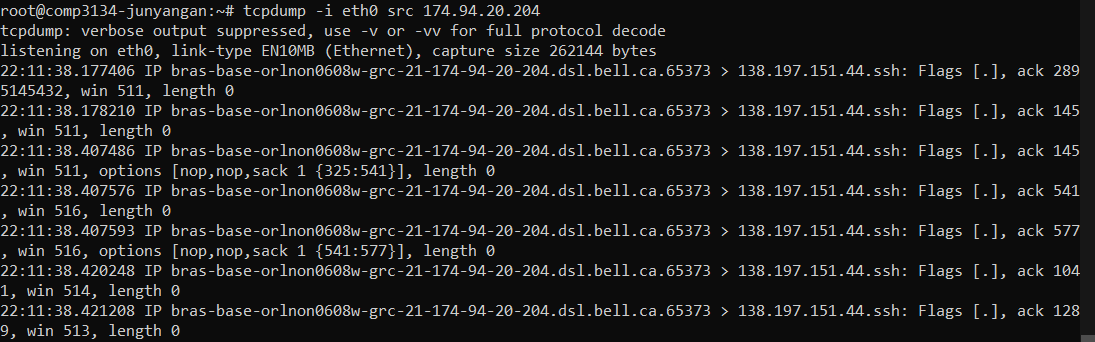 root@comp3134-junyangan:~# tcpdump -i eth0 src 174.94.20.204
tcpdump: verbose output suppressed, use -v or -vv for full protocol decode
listening on eth0, link-type EN10MB (Ethernet), capture size 262144 bytes
22:11:38.177406 IP bras-base-orlnon0608w-grc-21-174-94-20-204.dsl.bell.ca.65373 > 138.197.151.44.ssh: Flags [.], ack 289
5145432, win 511, length 0
22:11:38.178210 IP bras-base-orlnon0608w-grc-21-174-94-20-204.dsl.bell.ca.65373 > 138.197.151.44.ssh: Flags [.], ack 145
, win 511, length 0
22:11:38.407486 IP bras-base-orlnon0608w-grc-21-174-94-20-204.dsl.bell.ca.65373 > 138.197.151.44.ssh: Flags [.], ack 145
, win 511, options [nop,nop,sack 1 {325:541}], length 0
22:11:38.407576 IP bras-base-orlnon0608w-grc-21-174-94-20-204.dsl.bell.ca.65373 > 138.197.151.44.ssh: Flags [.], ack 541
, win 516, length 0
22:11:38.407593 IP bras-base-orlnon0608w-grc-21-174-94-20-204.dsl.bell.ca.65373 > 138.197.151.44.ssh: Flags [.], ack 577
, win 516, options [nop,nop,sack 1 {541:577}], length 0
22:11:38.420248 IP bras-base-orlnon0608w-grc-21-174-94-20-204.dsl.bell.ca.65373 > 138.197.151.44.ssh: Flags [.], ack 104
1, win 514, length 0
22:11:38.421208 IP bras-base-orlnon0608w-grc-21-174-94-20-204.dsl.bell.ca.65373 > 138.197.151.44.ssh: Flags [.], ack 128
9, win 513, length 0